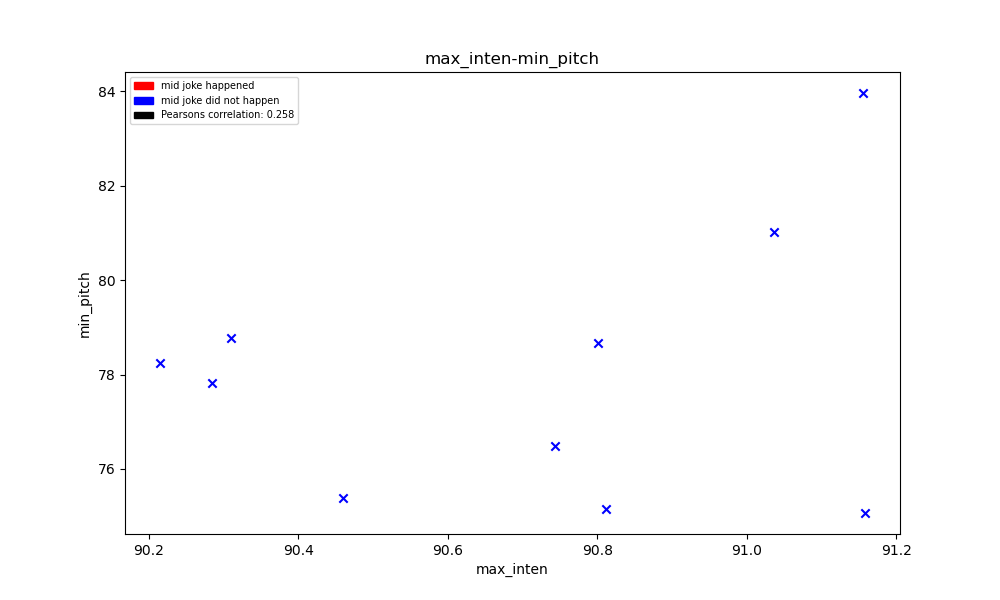 max_inten-min_pitch
mid joke happened
mid joke did not happen
Pearsons correlation: 0.258
84
82
80
78
76
min_pitch
90.2 90.4 90.6 90.8 91.0 91.2
max_inten